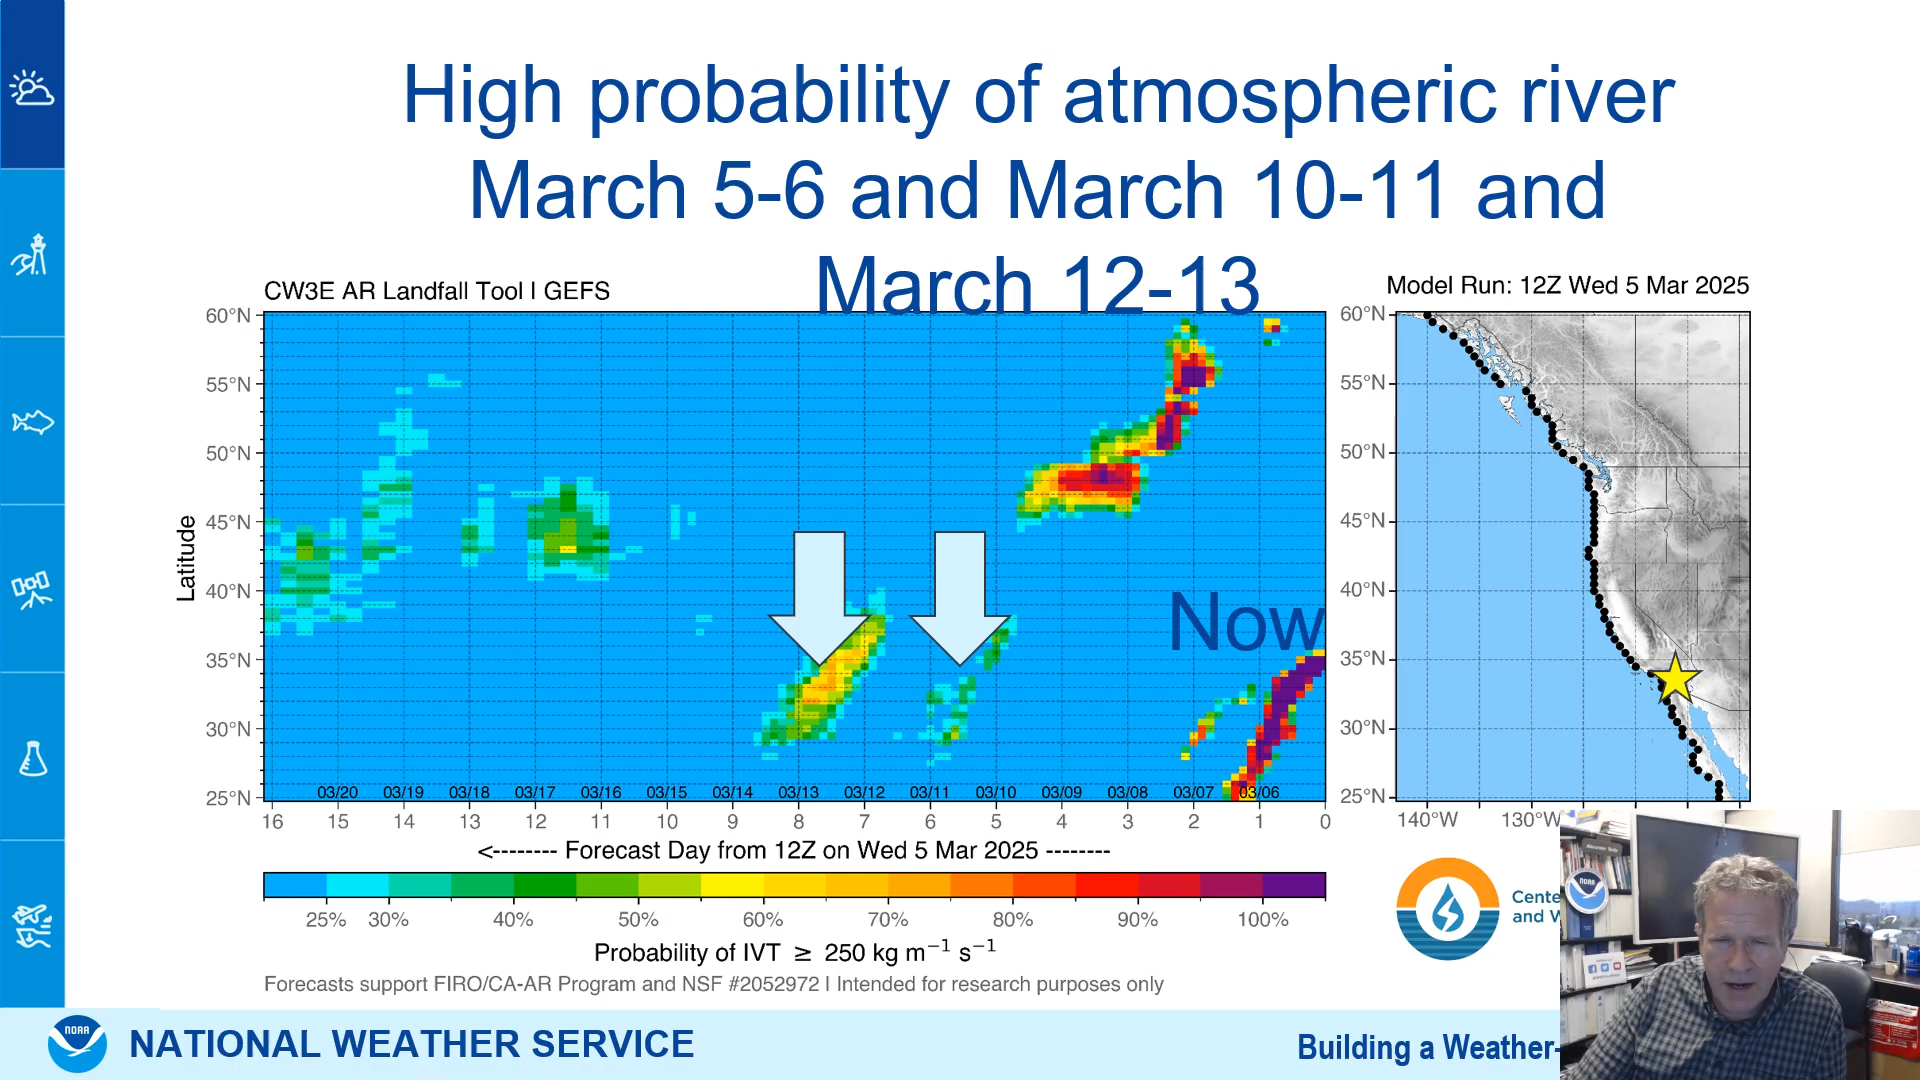 High probability of atmospheric river
March 5-6 and March 10-11 and
March 12-13
CW3E AR Landfall Tool | GEFS
Model Run: 12Z Wed 5 Mar 2025
60°N
55°N
50°N
45°N
40°N
35°N
30°N
25°N
Latitude
Now
03/20 03/19 03/18 03/17 03/16 03/15 03/14 03/13 03/12 03/11 03/10 03/09 03/08 03/07 03/06
16 15 14 13 12 11 10 9 8 7 6 5 4 3 2 1 0
<-------- Forecast Day from 12Z on Wed 5 Mar 2025 --------
25% 30% 40% 50% 60% 70% 80% 90% 100%
Probability of IVT ≥ 250 kg m⁻¹ s⁻¹
Forecasts support FIRO/CA-AR Program and NSF #2052972 | Intended for research purposes only
60°N
55°N
50°N
45°N
40°N
35°N
30°N
25°N
140°W 130°W
Cente
and W
NOAA
NOAA
NATIONAL WEATHER SERVICE
Building a Weather-